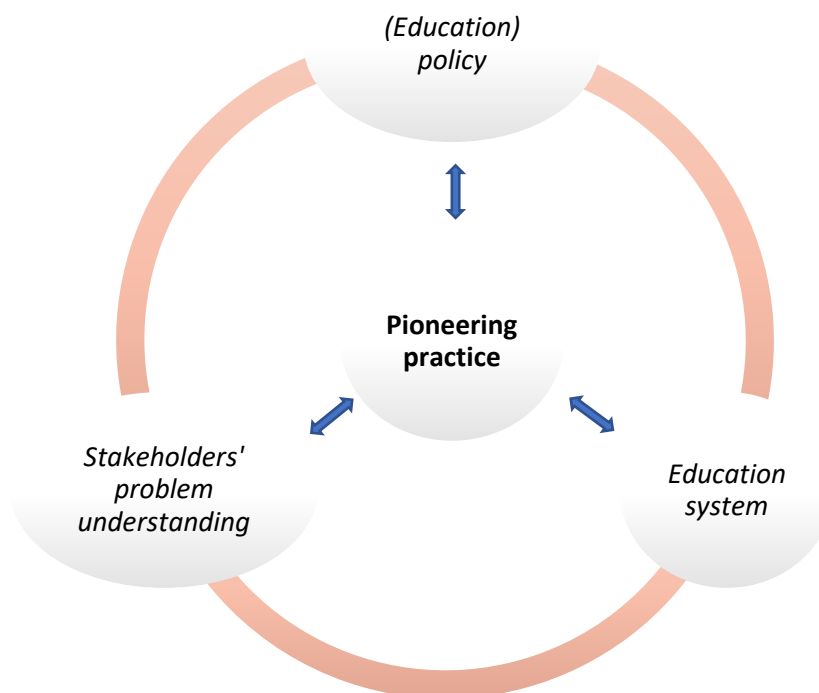 (Education)
policy
Pioneering
practice
Stakeholders'
problem
understanding
Education
system